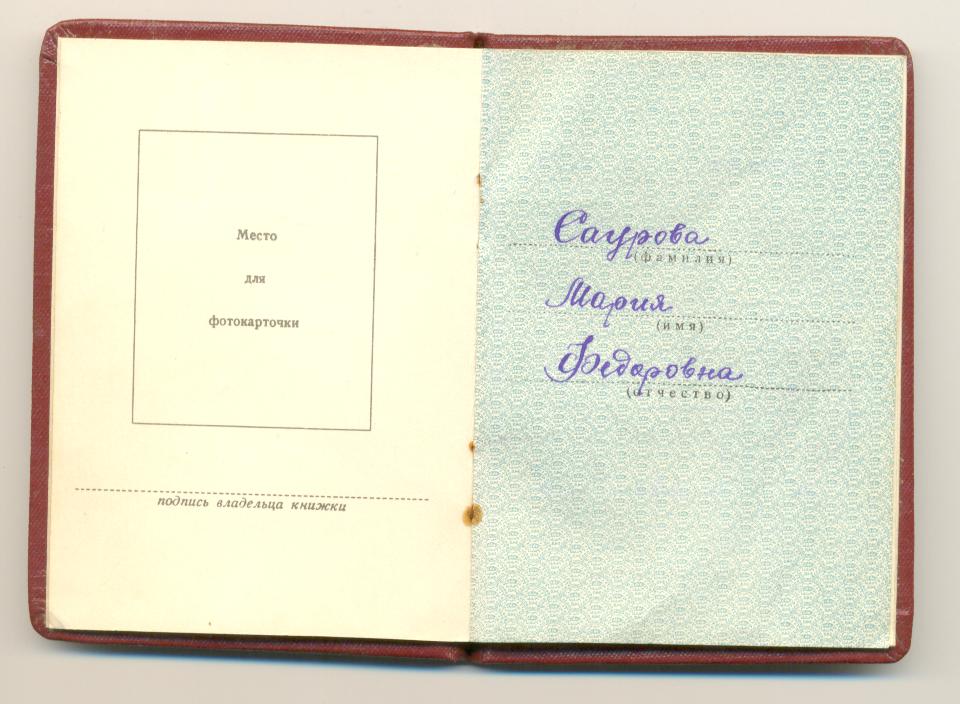 Место
для
фотокарточки
подпись владельца книжки
Саурова
(фамилия)
Мария
(имя)
Федоровна
(отчество)